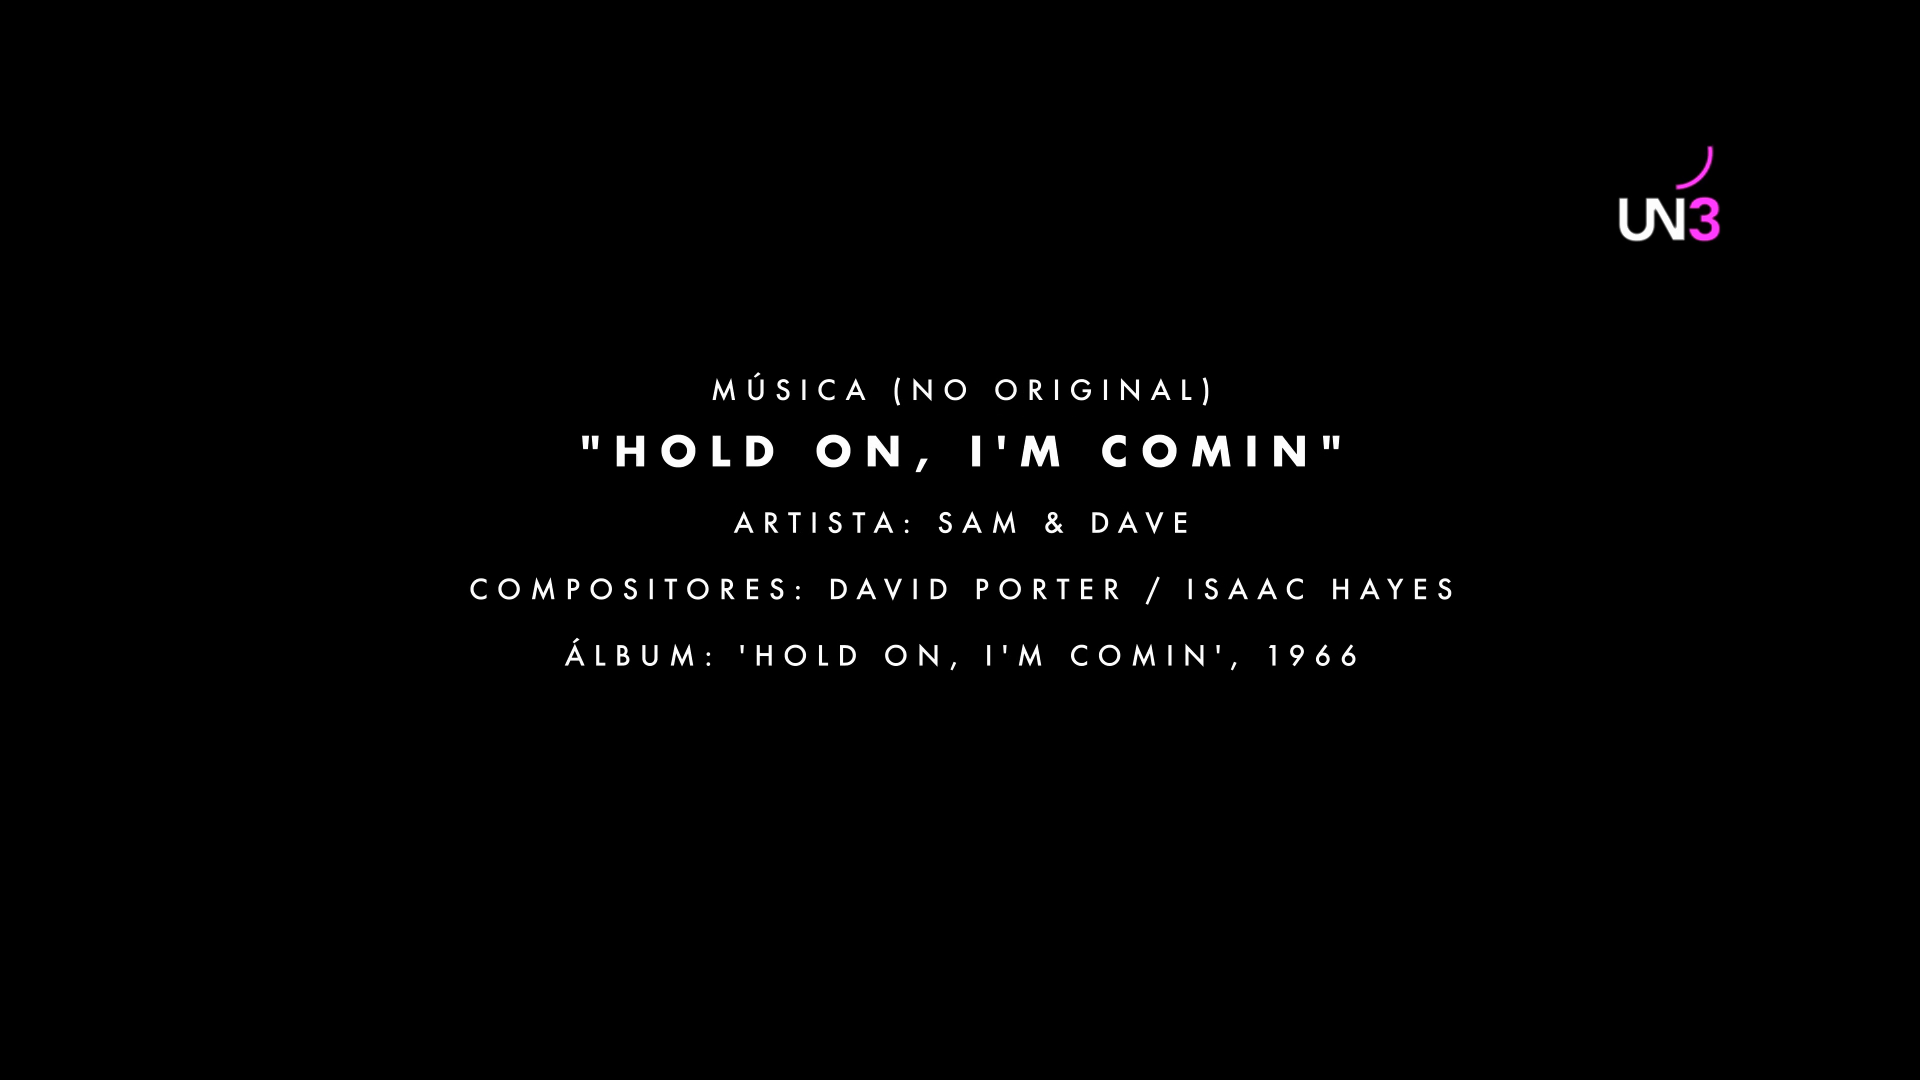 UN3
MÚSICA (NO ORIGINAL)
"HOLD ON, I'M COMIN"
ARTISTA: SAM & DAVE
COMPOSITORES: DAVID PORTER / ISAAC HAYES
ÁLBUM: 'HOLD ON, I'M COMIN', 1966